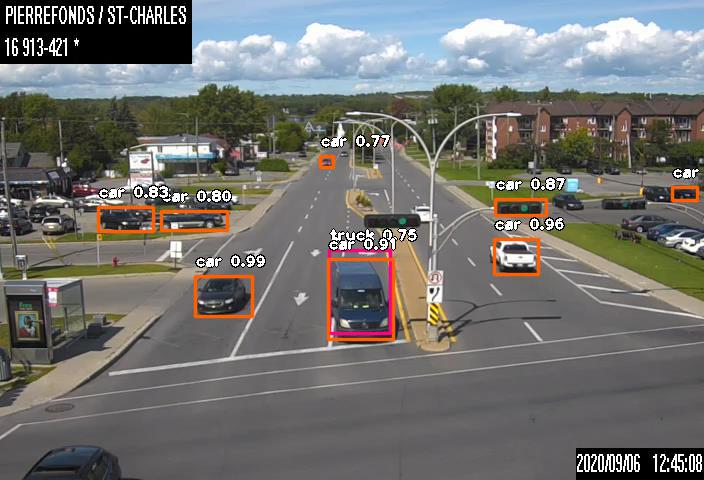 PIERREFONDS / ST-CHARLES
16 913-421 *
car 0.77
car 0.83
car 0.80
car 0.87
car
truck 0.75
car 0.91
car 0.96
car 0.99
2020/09/06 12:45:08